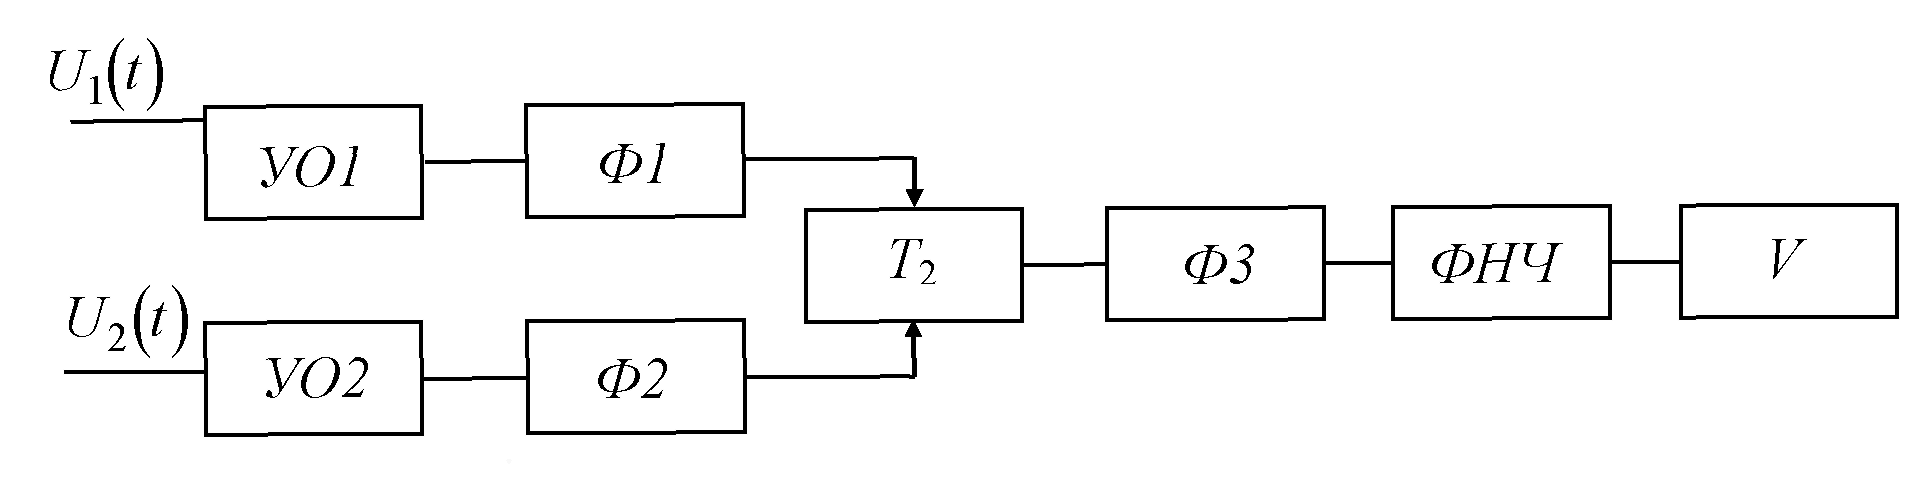 U₁(t)
УО1
Ф1
T₂
Ф3
ФНЧ
V
U₂(t)
УО2
Ф2